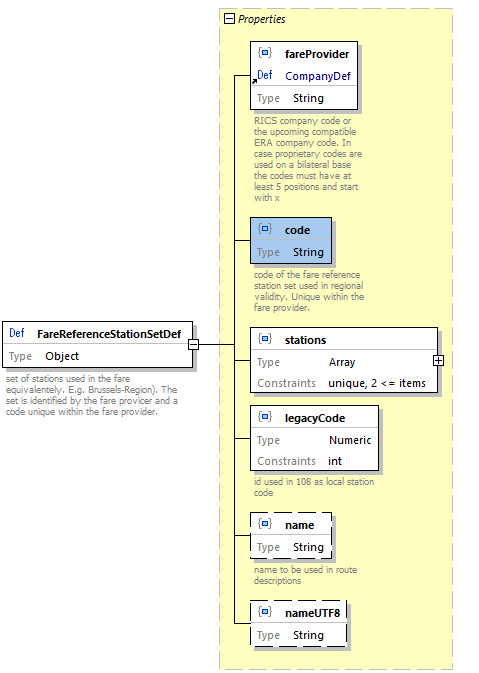 Properties
fareProvider
Def CompanyDef
Type String
RICS company code or
the upcoming compatible
ERA company code. In
case proprietary codes are
used on a bilateral base
the codes must have at
least 5 positions and start
with x
code
Type String
code of the fare reference
station set used in regional
validity. Unique within the
fare provider.
Def FareReferenceStationSetDef
Type Object
set of stations used in the fare
equivalentely. E.g. Brussels-Region). The
set is identified by the fare provicer and a
code unique within the fare provider.
stations
Type Array
Constraints unique, 2 <= items
legacyCode
Type Numeric
Constraints int
id used in 108 as local station
code
name
Type String
name to be used in route
descriptions
nameUTF8
Type String